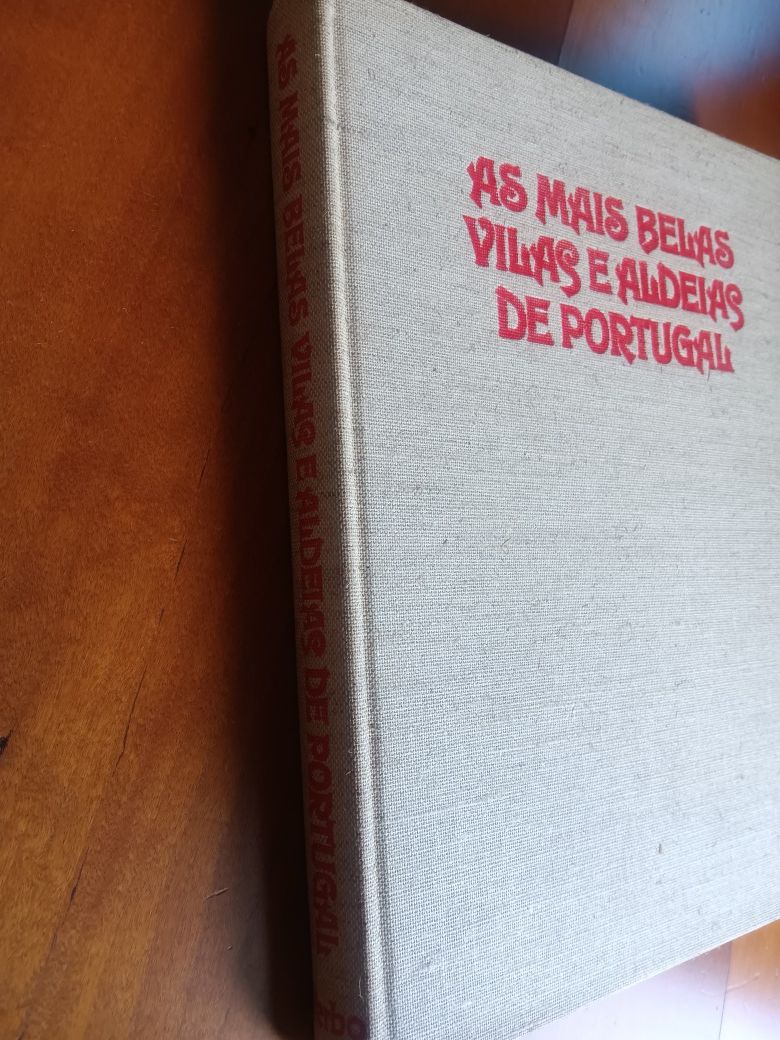 AS MAIS BELAS
VILAS E ALDEIAS
DE PORTUGAL
AS MAIS BELAS VILAS E ALDEIAS DE PORTUGAL